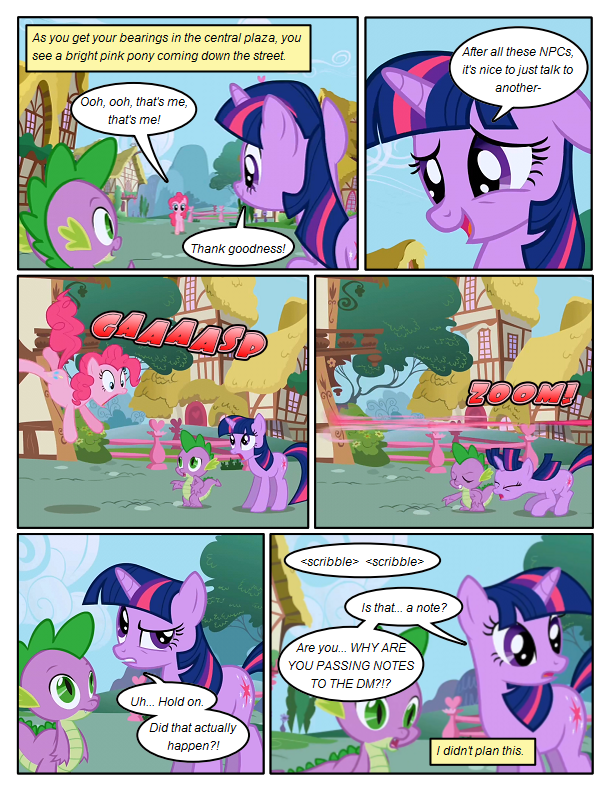 As you get your bearings in the central plaza, you
see a bright pink pony coming down the street.
Ooh, ooh, that's me,
that's me!
Thank goodness!
After all these NPCs,
it's nice to just talk to
another-
GAAAASP
ZOOM!
Uh... Hold on.
Did that actually
happen?!
<scribble> <scribble>
Is that... a note?
Are you... WHY ARE
YOU PASSING NOTES
TO THE DM?!?
I didn't plan this.